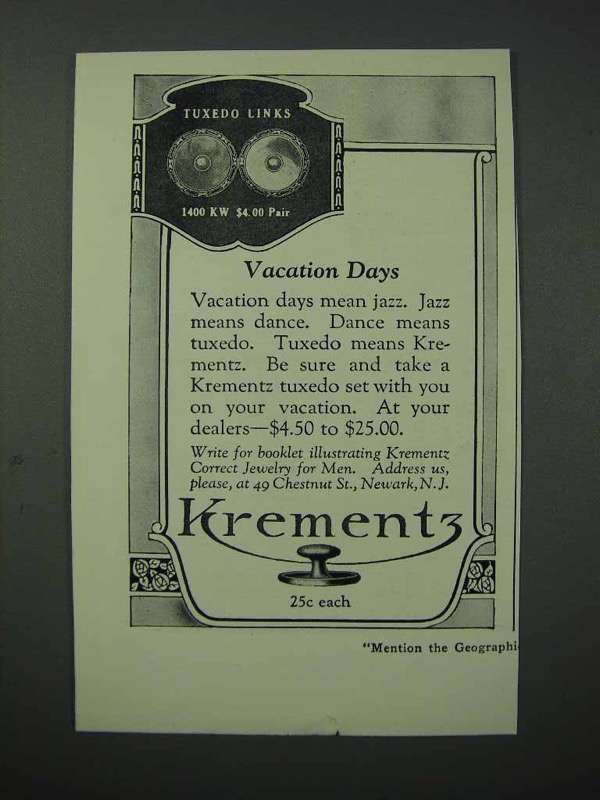 TUXEDO LINKS
1400 KW $4.00 Pair
Vacation Days
Vacation days mean jazz. Jazz
means dance. Dance means
tuxedo. Tuxedo means Kre-
mentz. Be sure and take a
Krementz tuxedo set with you
on your vacation. At your
dealers—$4.50 to $25.00.
Write for booklet illustrating Krementz
Correct Jewelry for Men. Address us,
please, at 49 Chestnut St., Newark, N. J.
Krementz
25c each
"Mention the Geographi